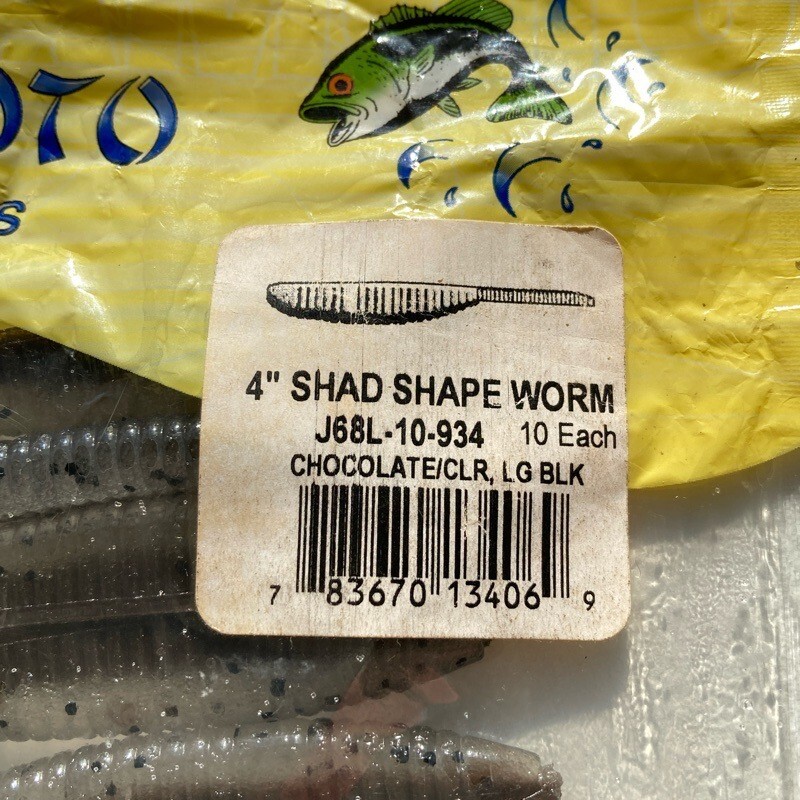 OTO
s
4" SHAD SHAPE WORM
J68L-10-934 10 Each
CHOCOLATE/CLR, LG BLK
7 83670 13406 9